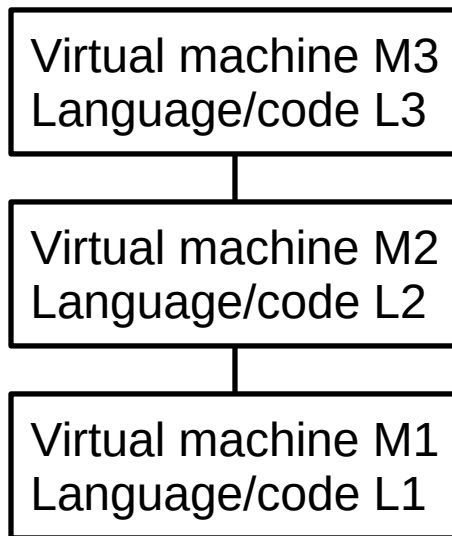 Virtual machine M3
Language/code L3
Virtual machine M2
Language/code L2
Virtual machine M1
Language/code L1